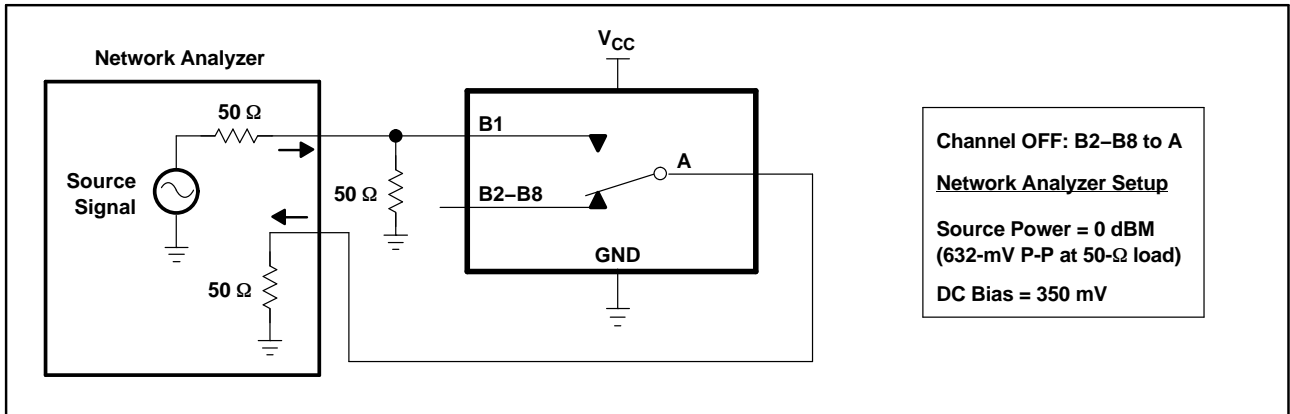 Network Analyzer
50 Ω
Source
Signal
50 Ω
50 Ω
VCC
B1
A
B2–B8
GND
Channel OFF: B2–B8 to A
Network Analyzer Setup
Source Power = 0 dBM
(632-mV P-P at 50-Ω load)
DC Bias = 350 mV